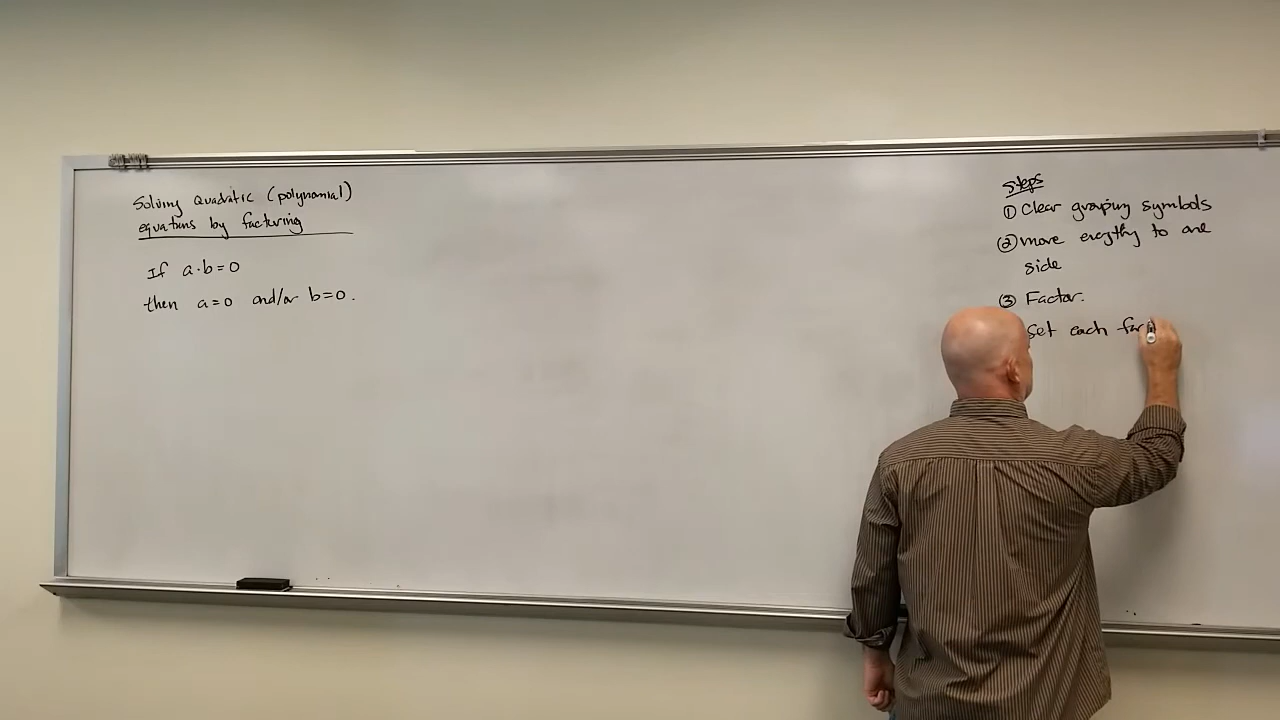 Solving Quadratic (polynomial)
equations by factoring
If a·b=0
then a=0 and/or b=0.
Steps
① Clear grouping symbols
② move everything to one
side
③ Factor.
Set each fac